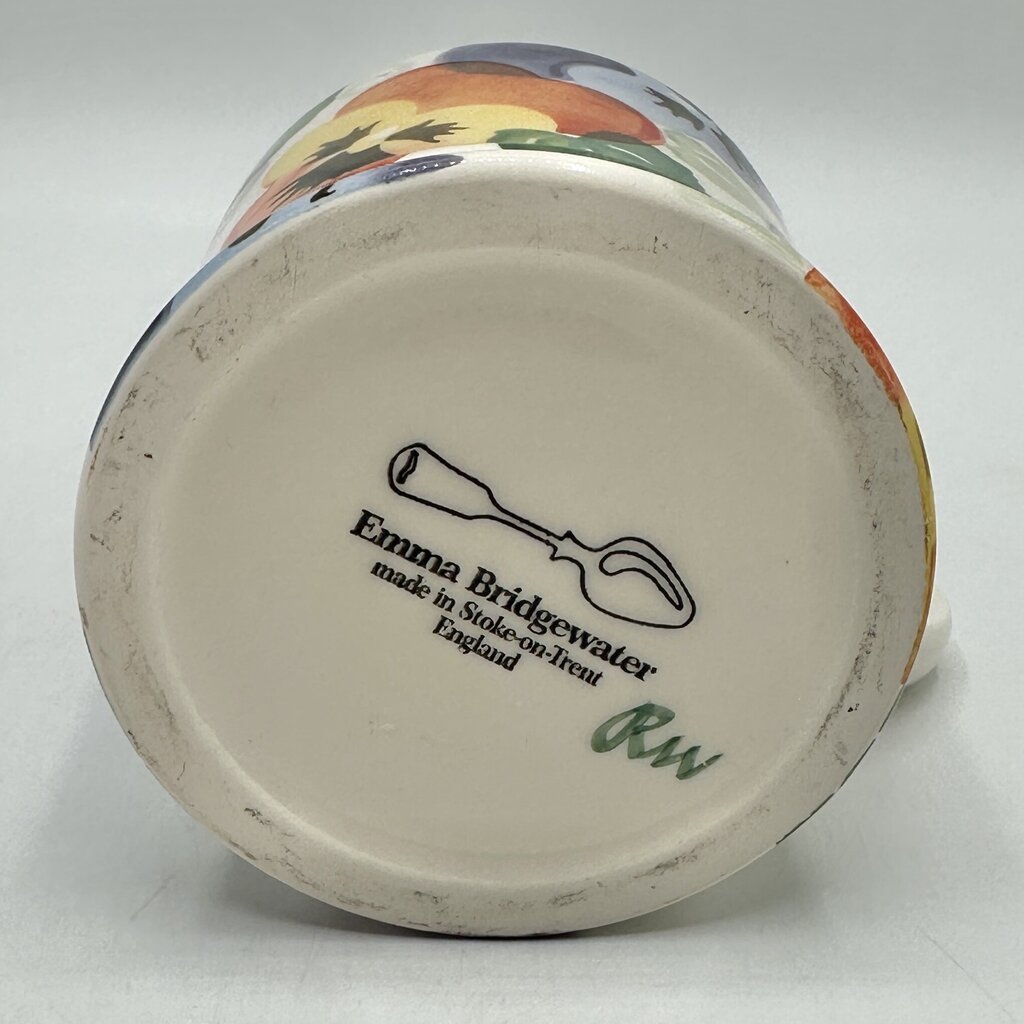 Emma Bridgewater
made in Stoke-on-Trent
England
RW